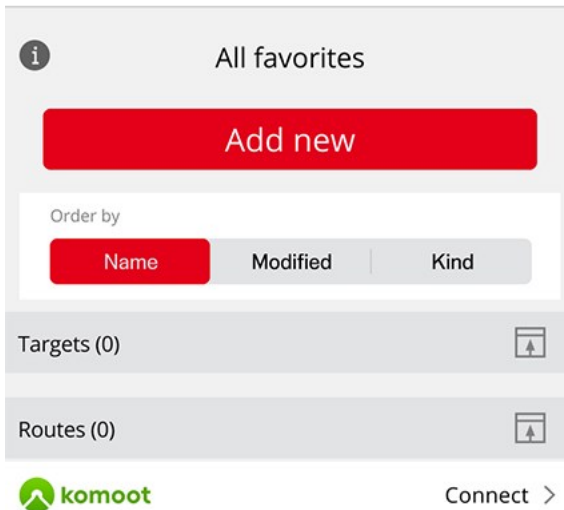 All favorites
Add new
Order by
Name Modified Kind
Targets (0)
Routes (0)
komoot Connect